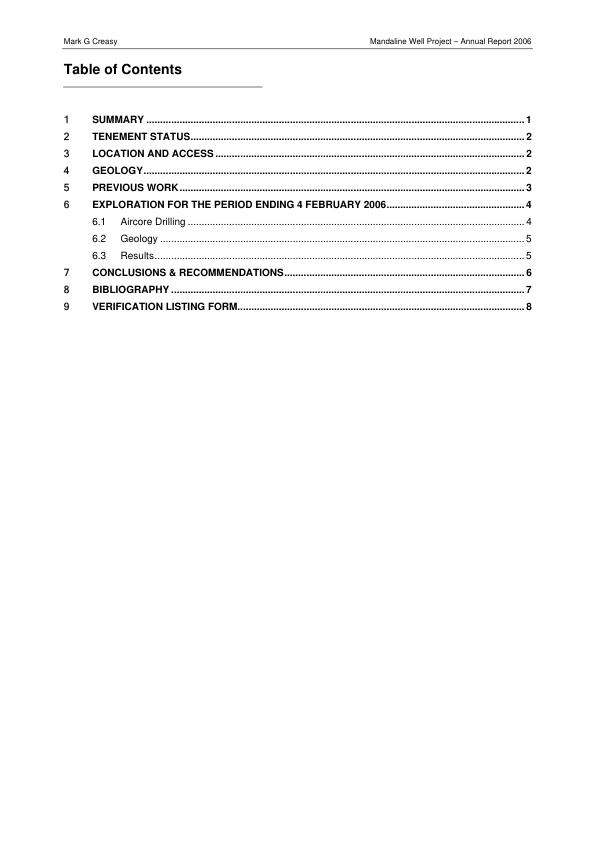 Mark G Creasy Mandaline Well Project – Annual Report 2006
Table of Contents
1 SUMMARY ........................................................................................................................................ 1
2 TENEMENT STATUS........................................................................................................................ 2
3 LOCATION AND ACCESS ............................................................................................................... 2
4 GEOLOGY......................................................................................................................................... 2
5 PREVIOUS WORK............................................................................................................................ 3
6 EXPLORATION FOR THE PERIOD ENDING 4 FEBRUARY 2006.................................................. 4
6.1 Aircore Drilling ........................................................................................................................... 4
6.2 Geology ..................................................................................................................................... 5
6.3 Results....................................................................................................................................... 5
7 CONCLUSIONS & RECOMMENDATIONS...................................................................................... 6
8 BIBLIOGRAPHY ............................................................................................................................... 7
9 VERIFICATION LISTING FORM....................................................................................................... 8